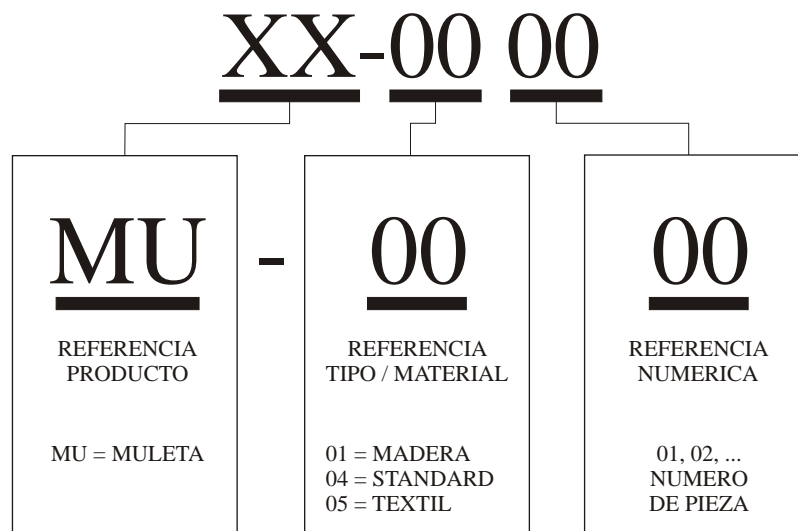 XX-00 00
MU - 00 00
REFERENCIA
PRODUCTO
MU = MULETA
REFERENCIA
TIPO / MATERIAL
01 = MADERA
04 = STANDARD
05 = TEXTIL
REFERENCIA
NUMERICA
01, 02, ...
NUMERO
DE PIEZA